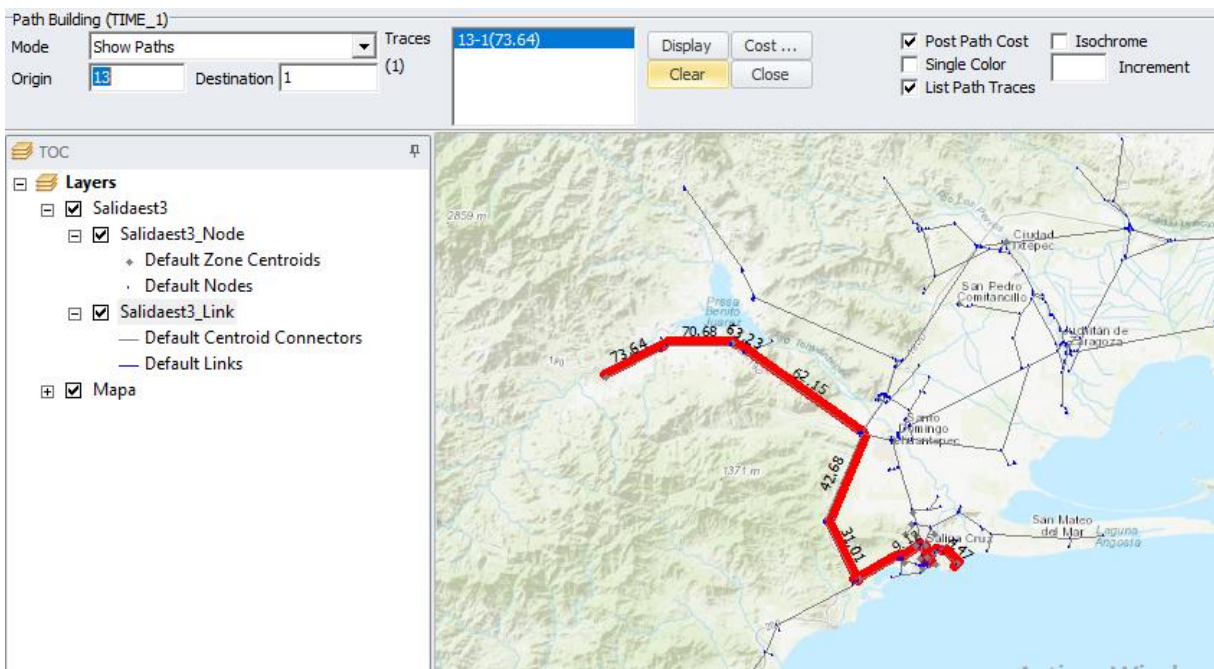 Path Building (TIME_1)
Mode Show Paths Traces 13-1(73.64) Display Cost ... Post Path Cost Isochrome
Origin 13 Destination 1 (1) Clear Close Single Color Increment
List Path Traces
TOC
Layers
Salidaest3
Salidaest3_Node
Default Zone Centroids
Default Nodes
Salidaest3_Link
Default Centroid Connectors
Default Links
Mapa
2859 m
Ciudad
Ixtepec
San Pedro
Comitancillo
Presa
Benito
Juarez
Juchitán de
Zaragoza
190
73.64
70.68
63.23
62.15
Santo
Domingo
Tehuantepec
1371 m
42.68
31.01
Salina Cruz
San Mateo
del Mar
Laguna
Angosta
200